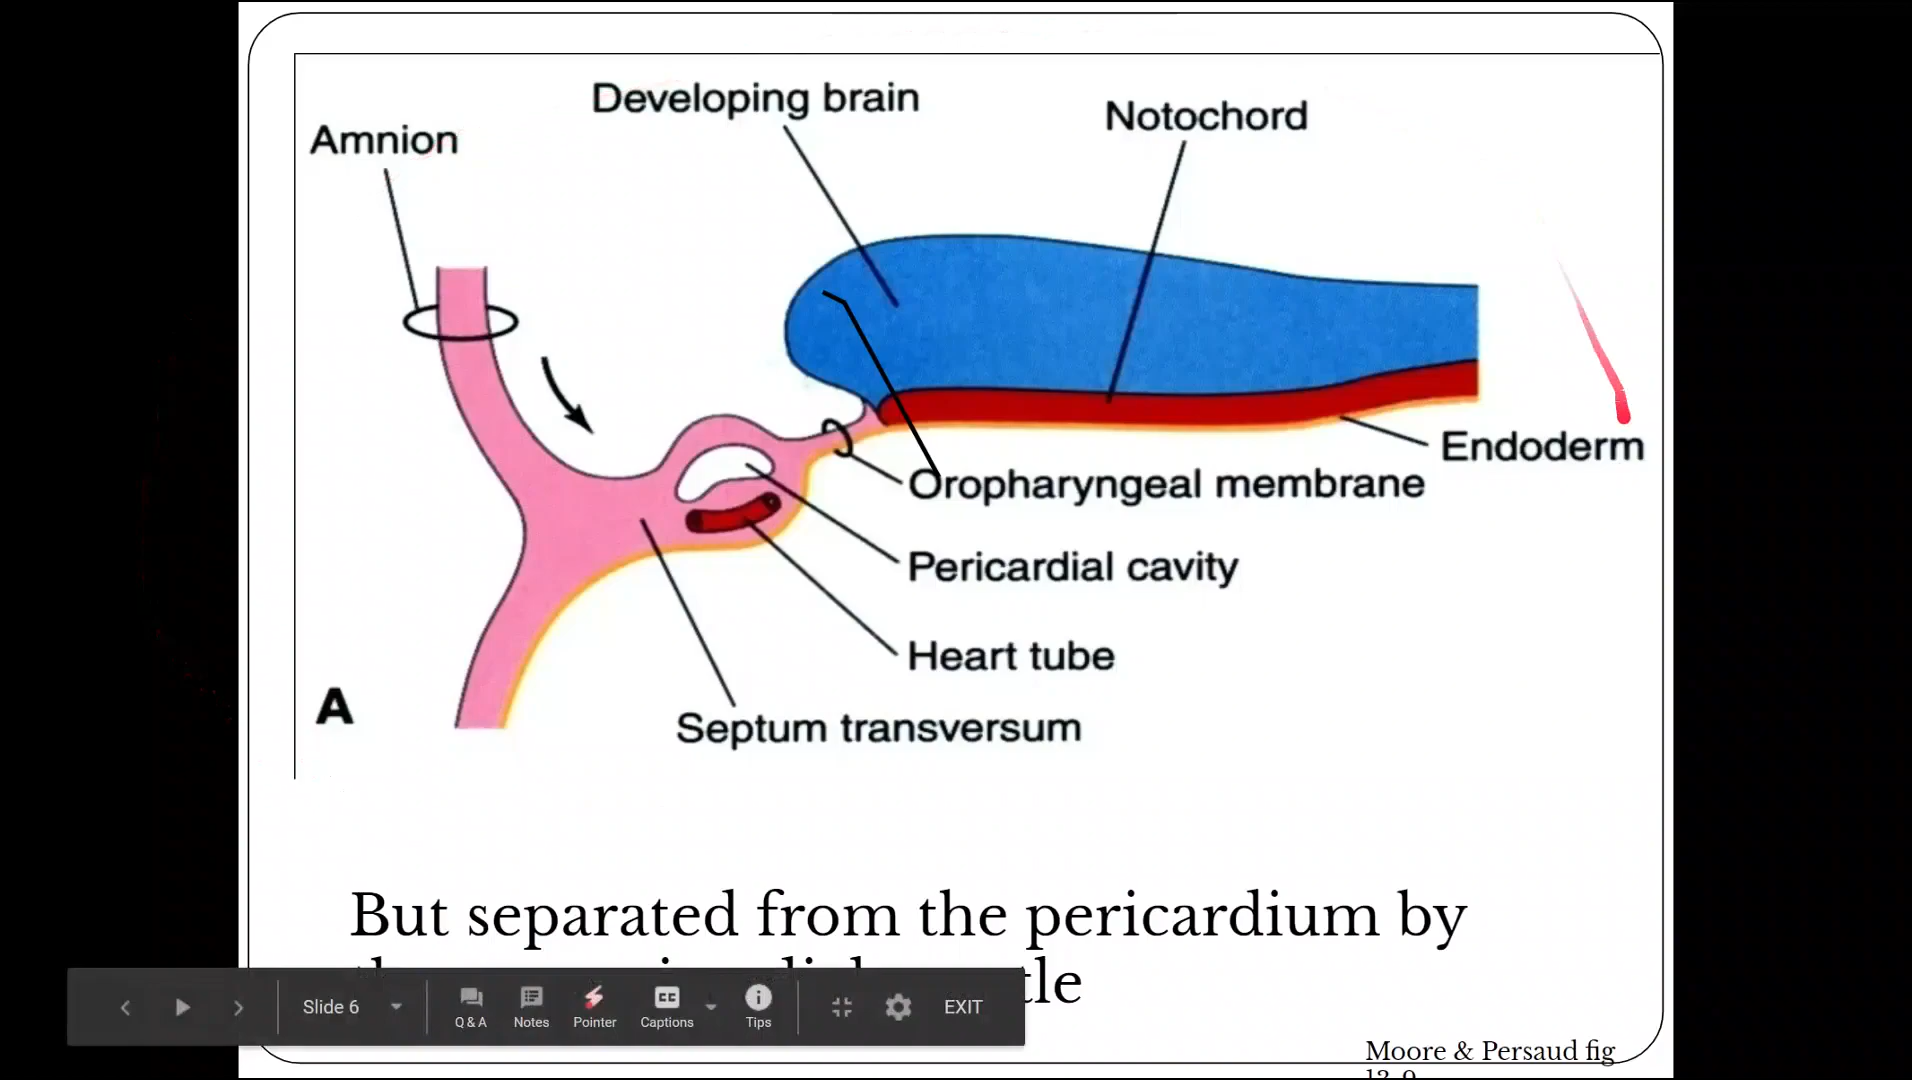 Developing brain
Notochord
Amnion
Endoderm
Oropharyngeal membrane
Pericardial cavity
Heart tube
A
Septum transversum
But separated from the pericardium by
Slide 6
Q & A
Notes
Pointer
CC
Captions
Tips
EXIT
Moore & Persaud fig